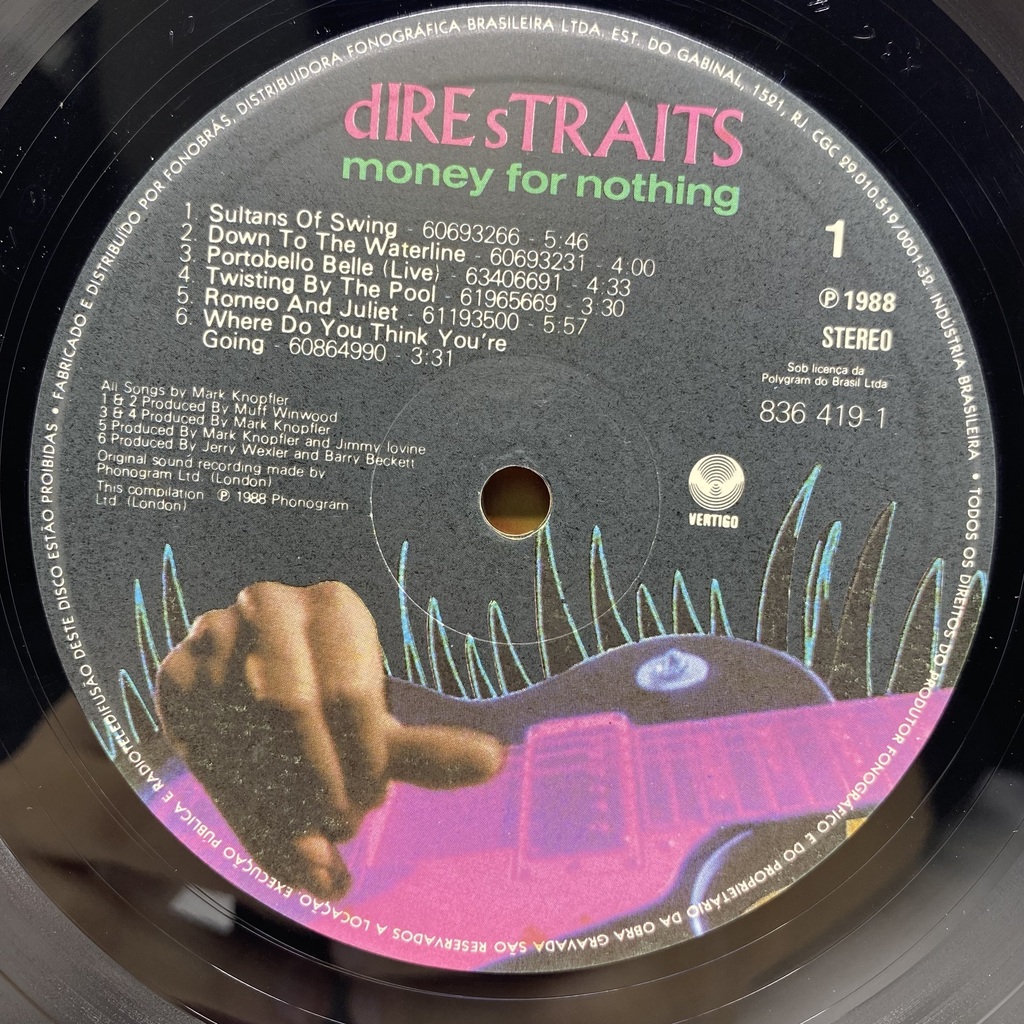 dIRE sTRAITS
money for nothing
1. Sultans Of Swing - 60693266 - 5:46
2. Down To The Waterline - 60693231 - 4:00
3. Portobello Belle (Live) - 63406691 - 4:33
4. Twisting By The Pool - 61965669 - 3:30
5. Romeo And Juliet - 61193500 - 5:57
6. Where Do You Think You're
Going - 60864990 - 3:31
1
℗ 1988
STEREO
Sob licença da
Polygram do Brasil Ltda
836 419-1
All Songs by Mark Knopfler
1 & 2 Produced By Muff Winwood
3 & 4 Produced By Mark Knopfler
5 Produced By Mark Knopfler and Jimmy Iovine
6 Produced By Jerry Wexler and Barry Beckett
Original sound recording made by
Phonogram Ltd. (London)
This compilation ℗ 1988 Phonogram
Ltd. (London)
VERTIGO
• FABRICADO E DISTRIBUIDO POR FONOBRÁS, DISTRIBUIDORA FONOGRÁFICA BRASILEIRA LTDA. EST. DO GABINAL, 1521, RJ. CGC 29.010.519/0001-32 INDUSTRIA BRASILEIRA • TODOS OS DIREITOS DO PRODUTOR FONOGRÁFICO E DO PROPRIETÁRIO DA OBRA GRAVADA SÃO RESERVADOS A LOCAÇÃO, EXECUÇÃO PÚBLICA E RADIOTELEDIFUSÃO DESTE DISCO ESTÃO PROIBIDAS